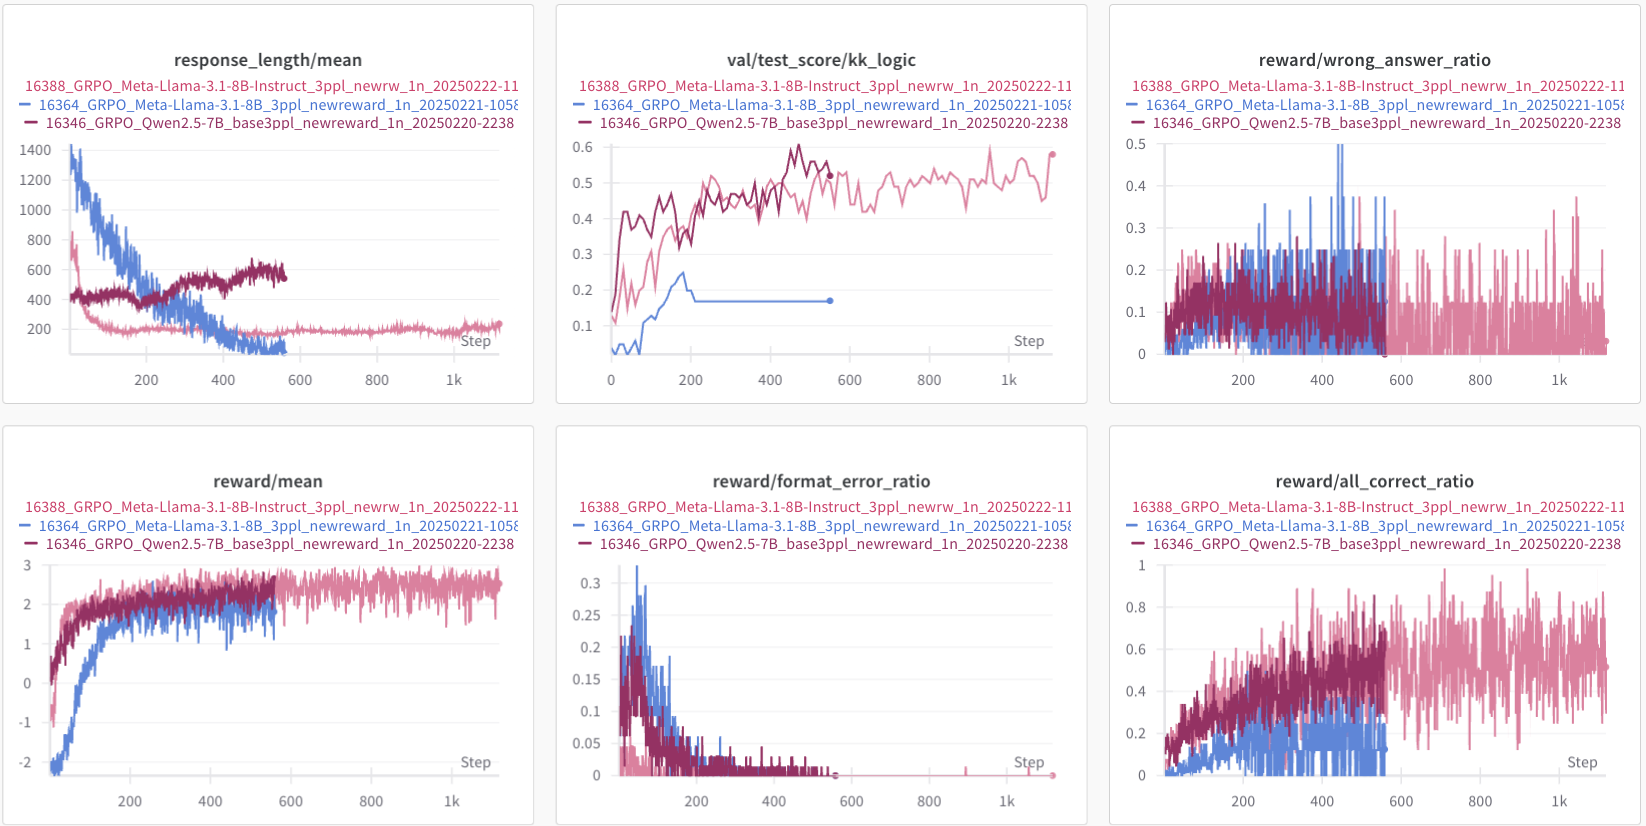 response_length/mean
16388_GRPO_Meta-Llama-3.1-8B-Instruct_3ppl_newrw_1n_20250222-11
16364_GRPO_Meta-Llama-3.1-8B_3ppl_newreward_1n_20250221-1058
16346_GRPO_Qwen2.5-7B_base3ppl_newreward_1n_20250220-2238
1400
1200
1000
800
600
400
200
Step
200 400 600 800 1k
val/test_score/kk_logic
16388_GRPO_Meta-Llama-3.1-8B-Instruct_3ppl_newrw_1n_20250222-11
16364_GRPO_Meta-Llama-3.1-8B_3ppl_newreward_1n_20250221-1058
16346_GRPO_Qwen2.5-7B_base3ppl_newreward_1n_20250220-2238
0.6
0.5
0.4
0.3
0.2
0.1
Step
0 200 400 600 800 1k
reward/wrong_answer_ratio
16388_GRPO_Meta-Llama-3.1-8B-Instruct_3ppl_newrw_1n_20250222-11
16364_GRPO_Meta-Llama-3.1-8B_3ppl_newreward_1n_20250221-1058
16346_GRPO_Qwen2.5-7B_base3ppl_newreward_1n_20250220-2238
0.5
0.4
0.3
0.2
0.1
0
200 400 600 800 1k
reward/mean
16388_GRPO_Meta-Llama-3.1-8B-Instruct_3ppl_newrw_1n_20250222-11
16364_GRPO_Meta-Llama-3.1-8B_3ppl_newreward_1n_20250221-1058
16346_GRPO_Qwen2.5-7B_base3ppl_newreward_1n_20250220-2238
3
2
1
0
-1
-2
Step
200 400 600 800 1k
reward/format_error_ratio
16388_GRPO_Meta-Llama-3.1-8B-Instruct_3ppl_newrw_1n_20250222-11
16364_GRPO_Meta-Llama-3.1-8B_3ppl_newreward_1n_20250221-1058
16346_GRPO_Qwen2.5-7B_base3ppl_newreward_1n_20250220-2238
0.3
0.25
0.2
0.15
0.1
0.05
0
Step
200 400 600 800 1k
reward/all_correct_ratio
16388_GRPO_Meta-Llama-3.1-8B-Instruct_3ppl_newrw_1n_20250222-11
16364_GRPO_Meta-Llama-3.1-8B_3ppl_newreward_1n_20250221-1058
16346_GRPO_Qwen2.5-7B_base3ppl_newreward_1n_20250220-2238
1
0.8
0.6
0.4
0.2
0
Step
200 400 600 800 1k